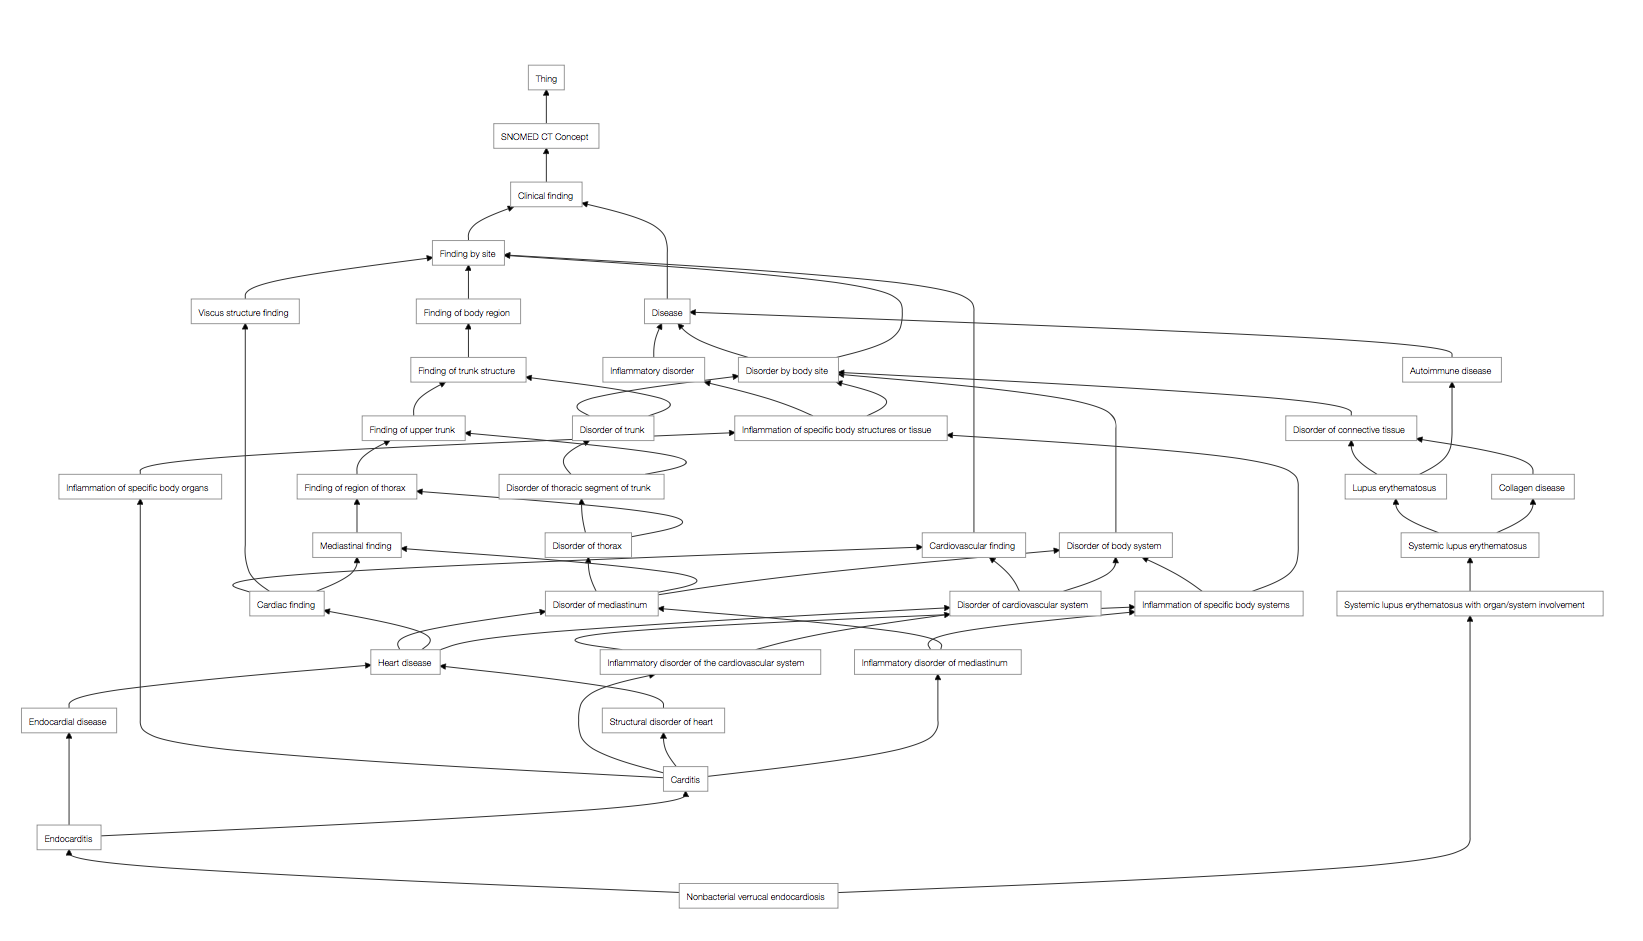 Thing
SNOMED CT Concept
Clinical finding
Finding by site
Viscus structure finding
Finding of body region
Disease
Finding of trunk structure
Inflammatory disorder
Disorder by body site
Autoimmune disease
Finding of upper trunk
Disorder of trunk
Inflammation of specific body structures or tissue
Disorder of connective tissue
Inflammation of specific body organs
Finding of region of thorax
Disorder of thoracic segment of trunk
Lupus erythematosus
Collagen disease
Mediastinal finding
Disorder of thorax
Cardiovascular finding
Disorder of body system
Systemic lupus erythematosus
Cardiac finding
Disorder of mediastinum
Disorder of cardiovascular system
Inflammation of specific body systems
Systemic lupus erythematosus with organ/system involvement
Heart disease
Inflammatory disorder of the cardiovascular system
Inflammatory disorder of mediastinum
Endocardial disease
Structural disorder of heart
Carditis
Endocarditis
Nonbacterial verrucal endocardiosis